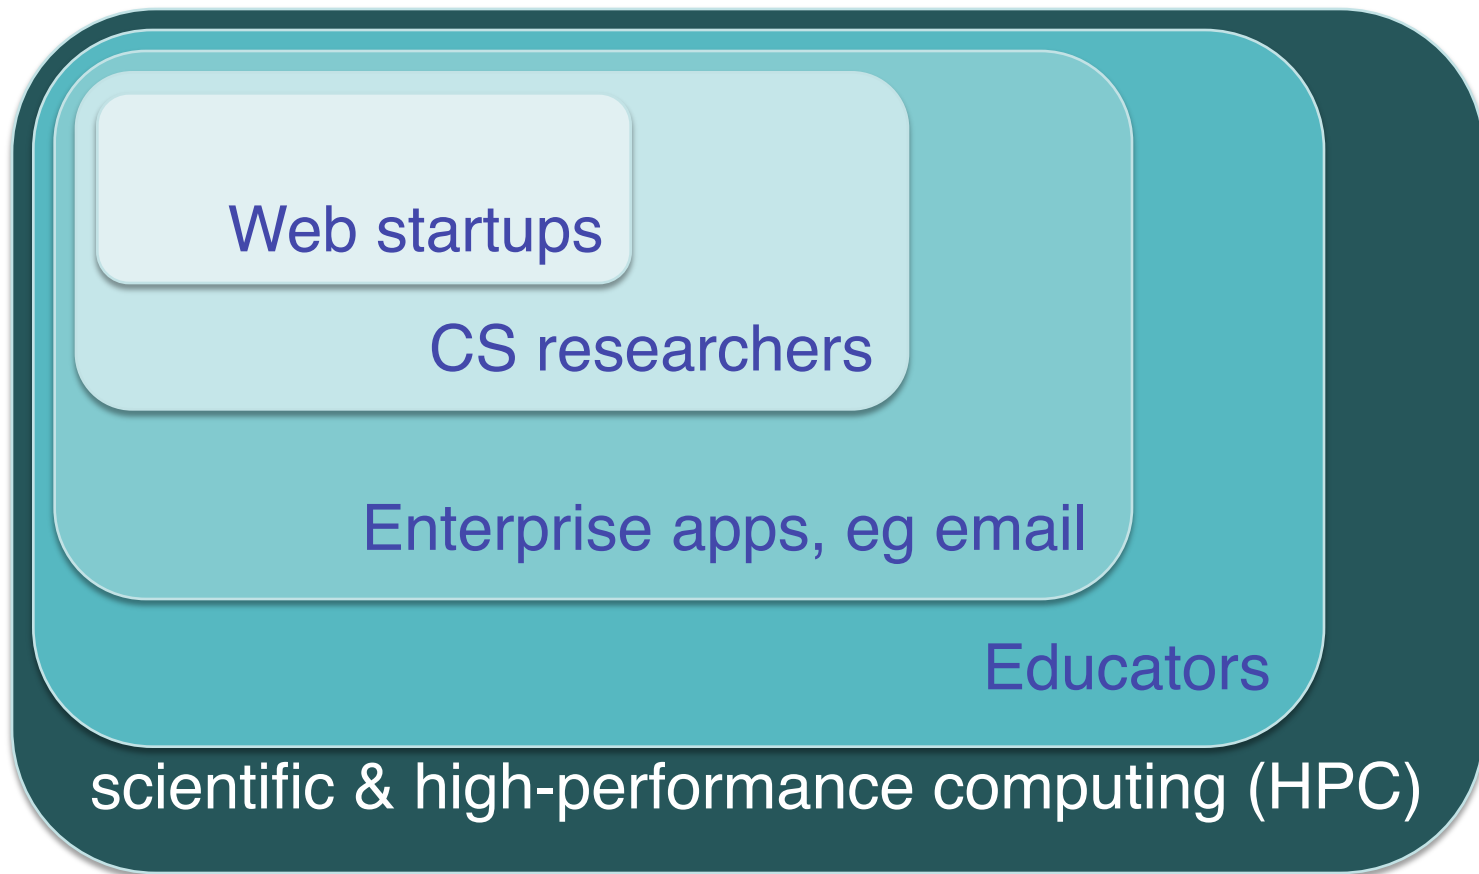 Web startups
CS researchers
Enterprise apps, eg email
Educators
scientific & high-performance computing (HPC)